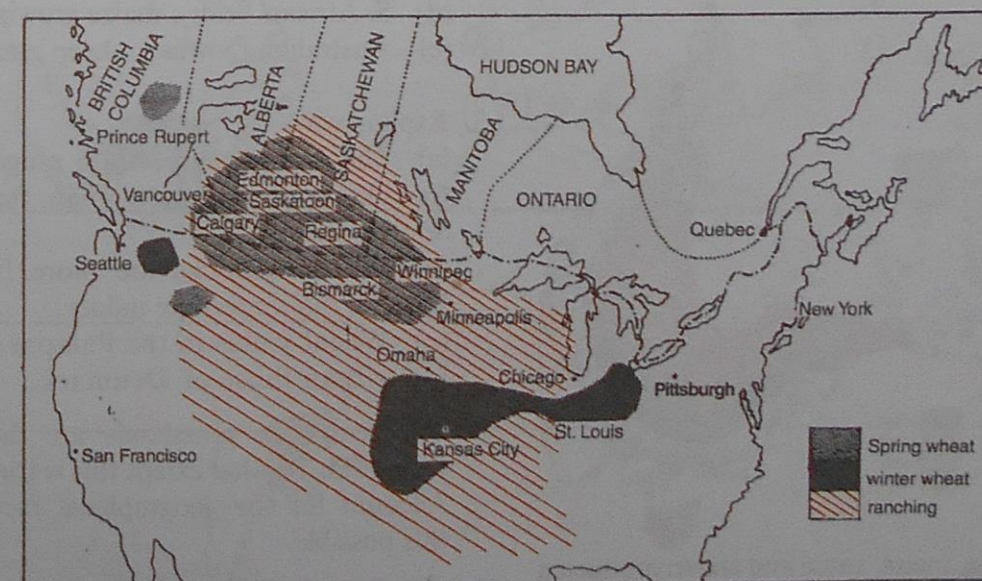 BRITISH
COLUMBIA
ALBERTA
SASKATCHEWAN
MANITOBA
HUDSON BAY
ONTARIO
Prince Rupert
Edmonton
Saskatoon
Vancouver
Calgary
Regina
Winnipeg
Quebec
Seattle
Bismarck
Minneapolis
New York
Omaha
Chicago
Pittsburgh
St. Louis
Kansas City
San Francisco
Spring wheat
winter wheat
ranching